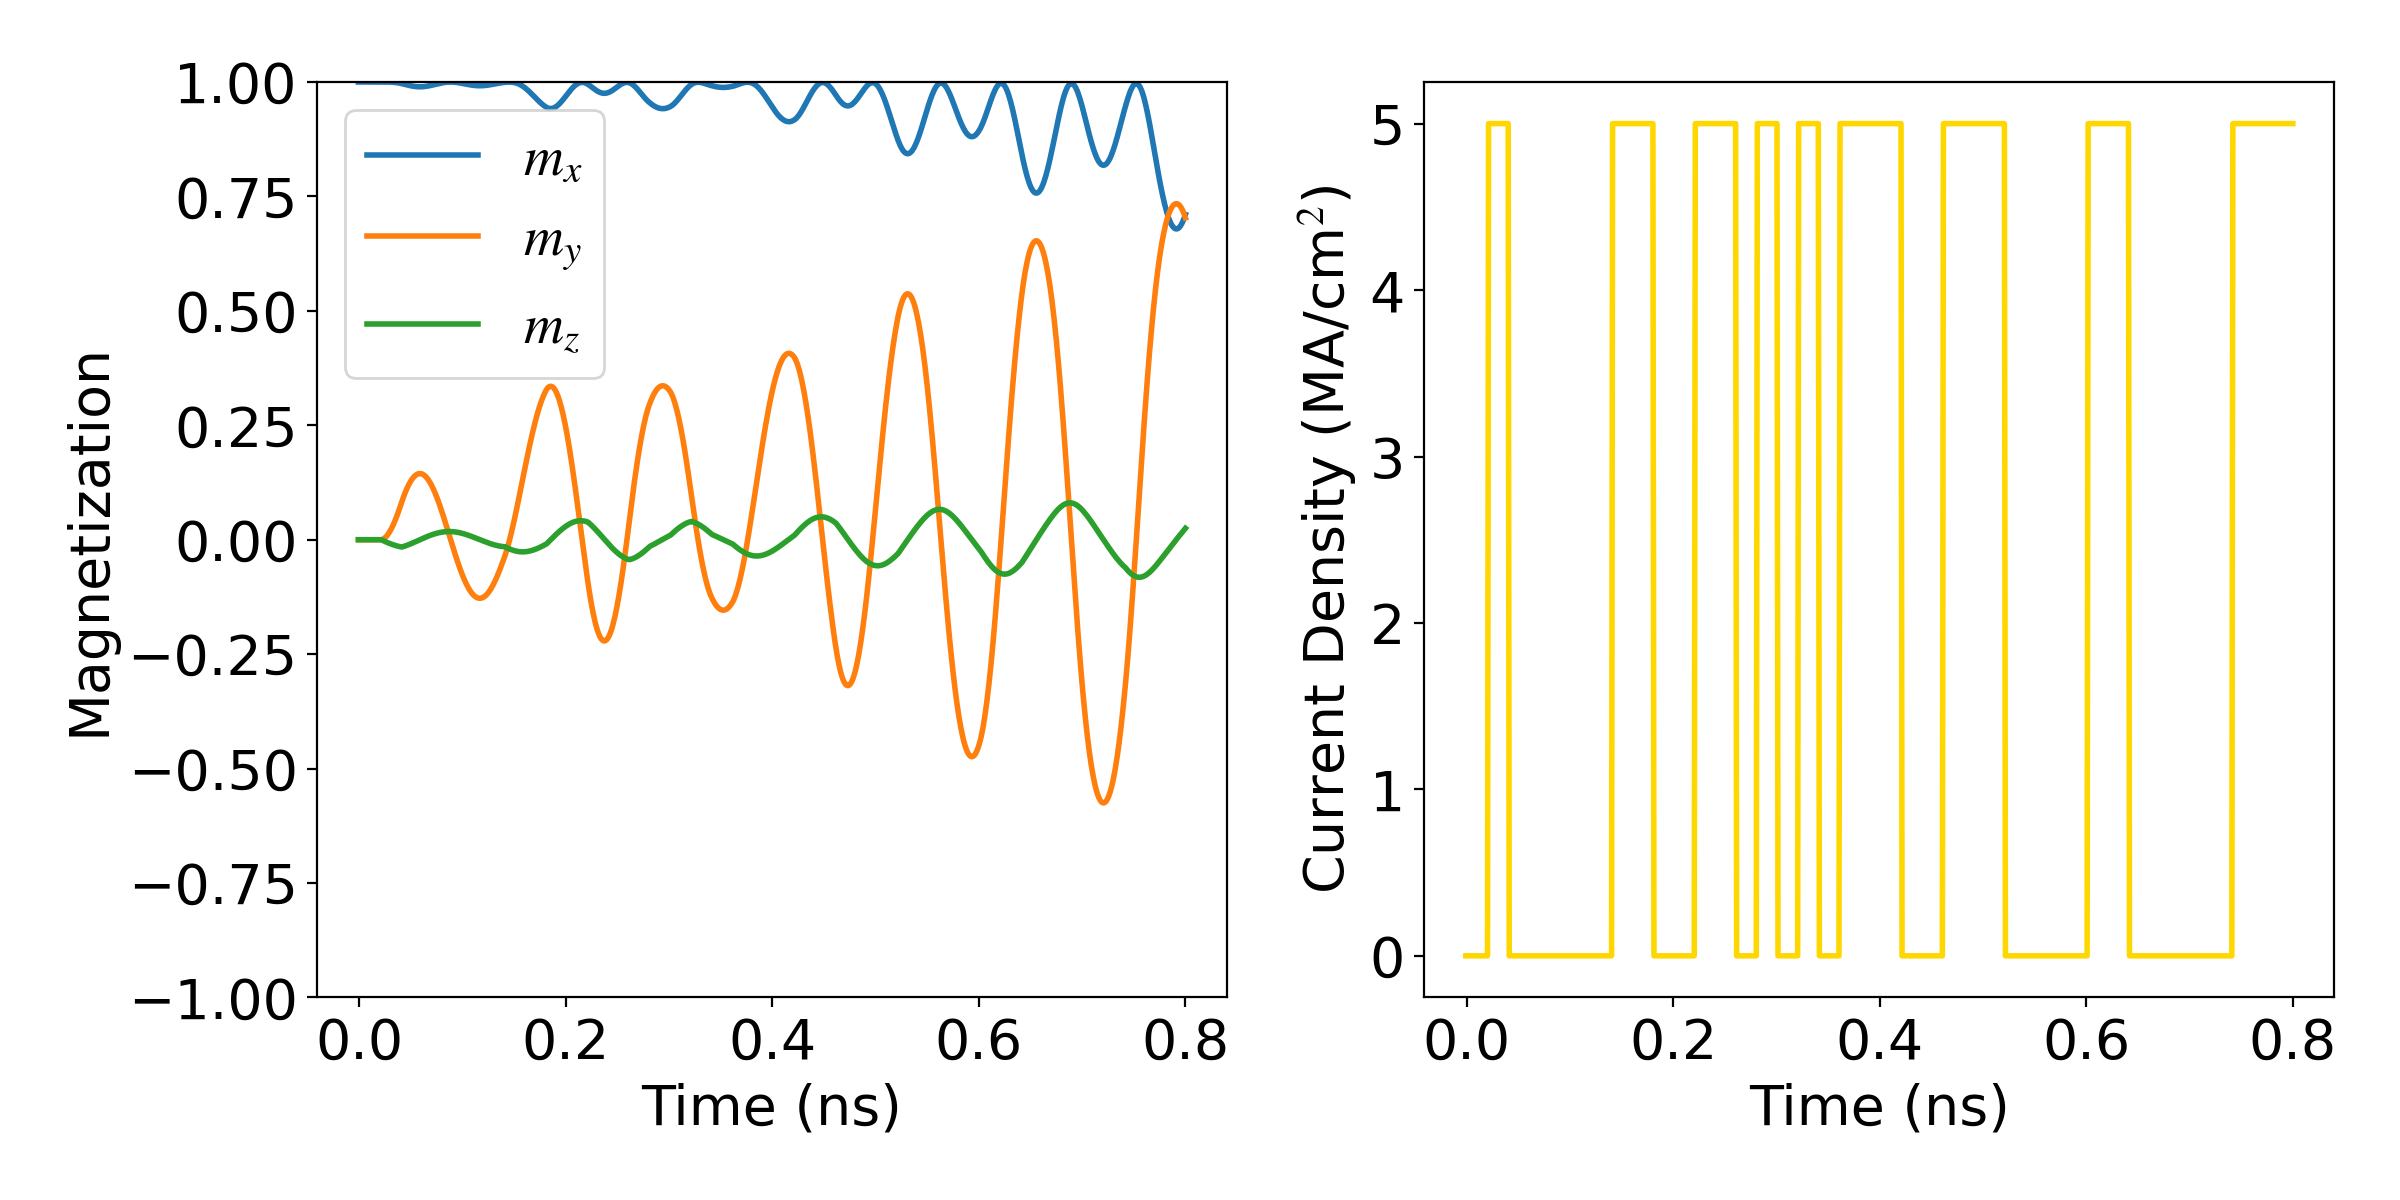 Magnetization
1.00
0.75
0.50
0.25
0.00
−0.25
−0.50
−0.75
−1.00
m_x
m_y
m_z
0.0 0.2 0.4 0.6 0.8
Time (ns)
Current Density (MA/cm²)
5
4
3
2
1
0
0.0 0.2 0.4 0.6 0.8
Time (ns)